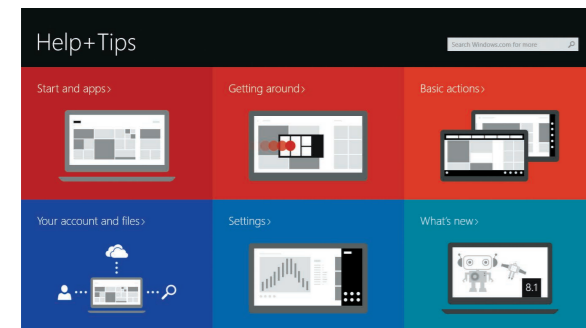 Help+Tips
Search Windows.com for more
Start and apps>
Getting around>
Basic actions>
Your account and files>
Settings>
What's new>
8.1